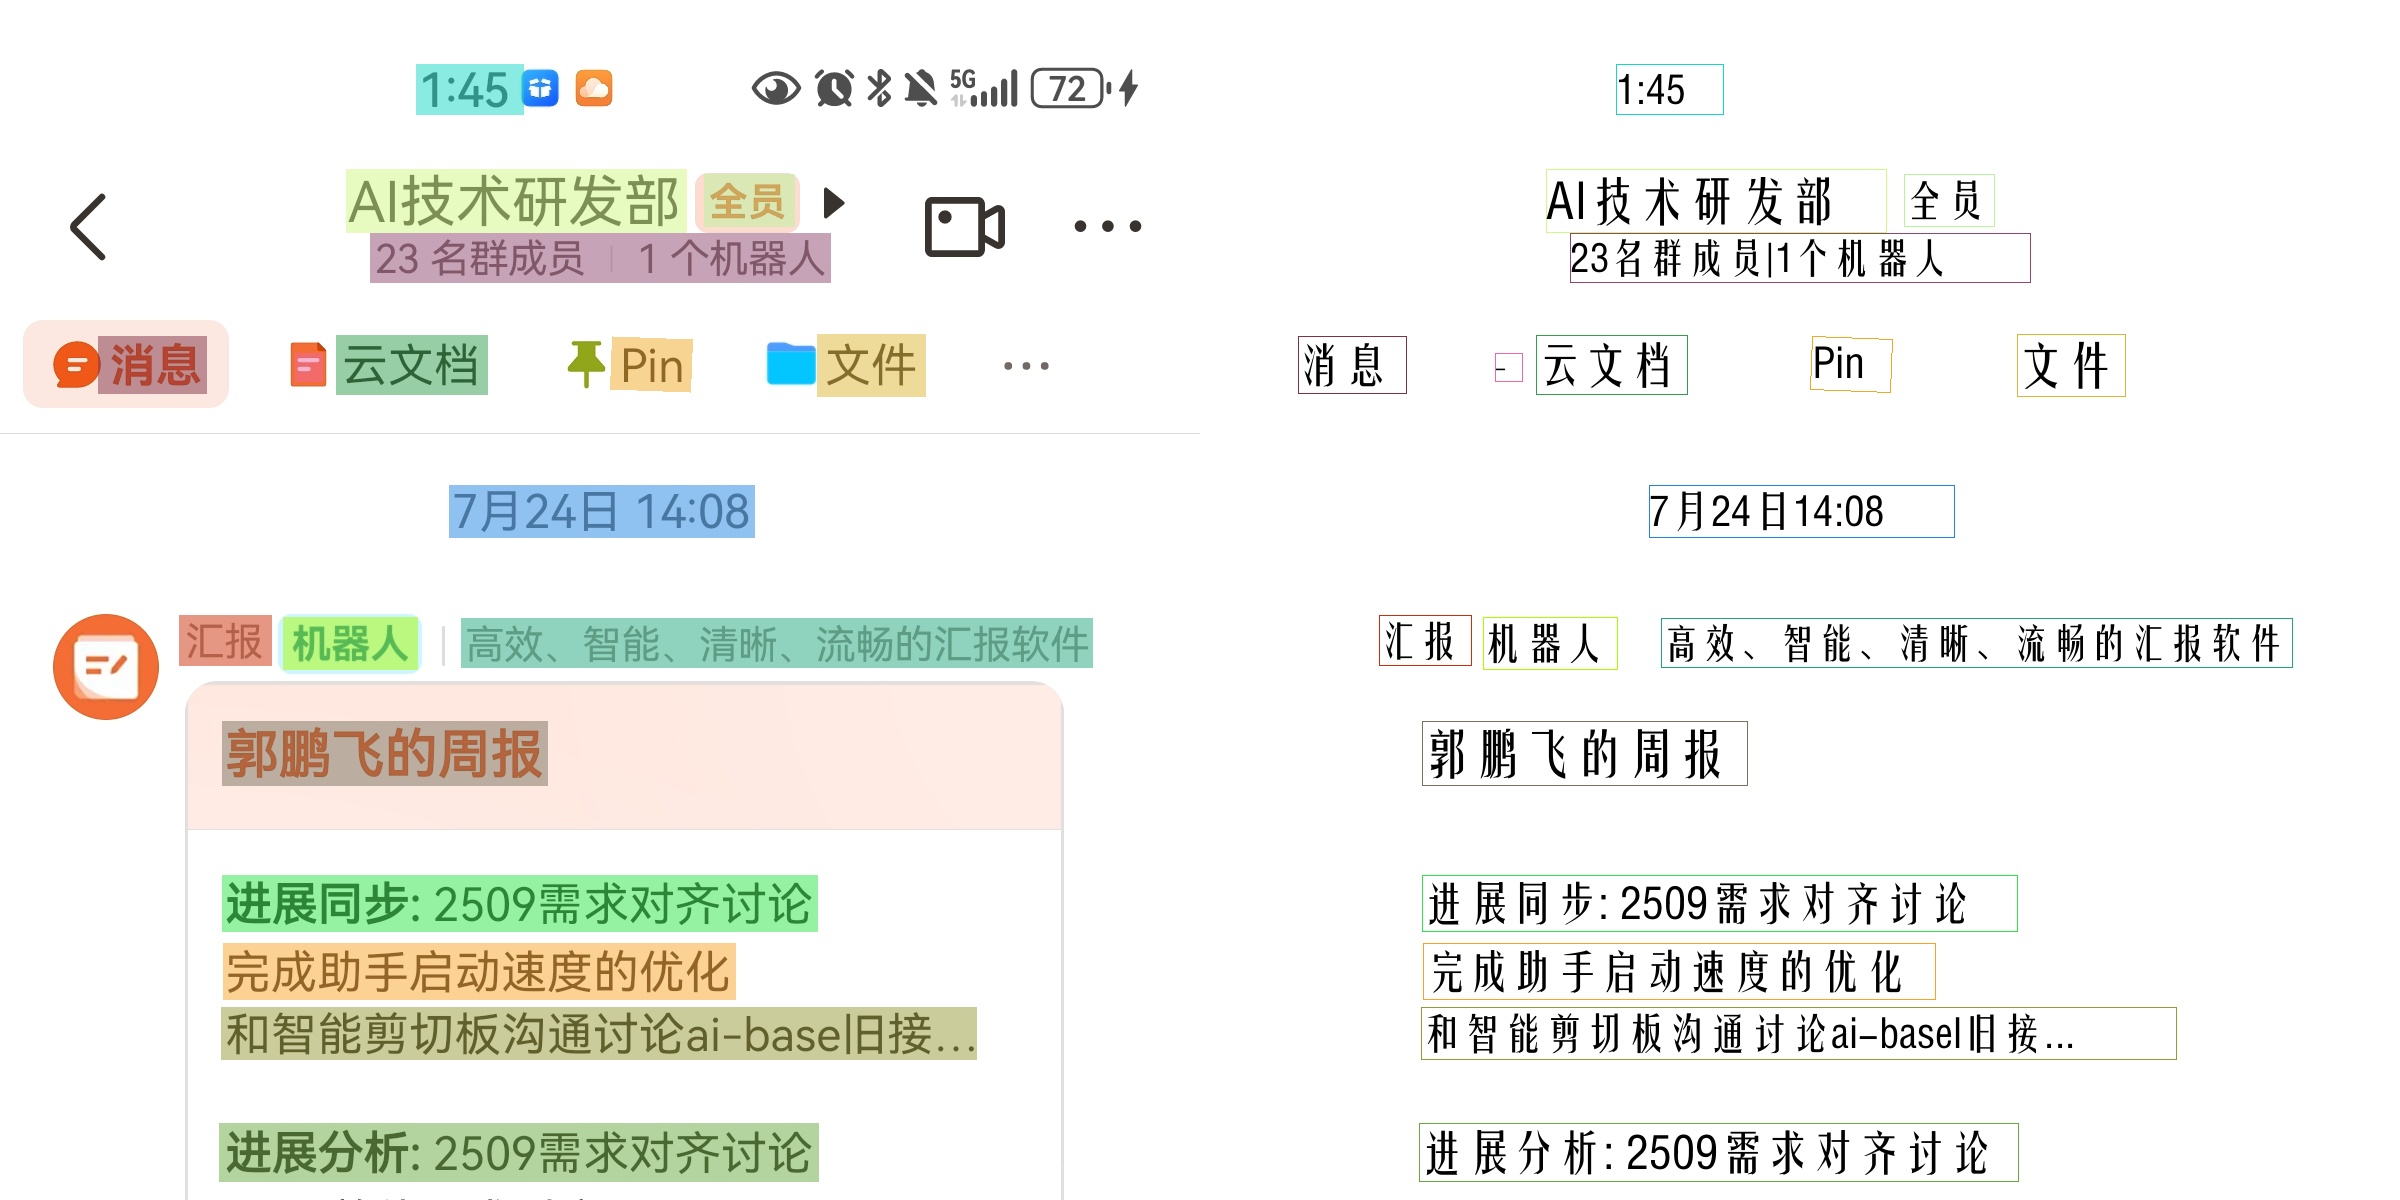 1:45 5G 72 1:45
AI技术研发部 全员 AI技术研发部 全员
23 名群成员 | 1 个机器人 23名群成员|1个机器人
消息 云文档 Pin 文件 ... 消息 - 云文档 Pin 文件
7月24日 14:08 7月24日14:08
汇报 机器人 | 高效、智能、清晰、流畅的汇报软件 汇报 机器人 高效、智能、清晰、流畅的汇报软件
郭鹏飞的周报 郭鹏飞的周报
进展同步: 2509需求对齐讨论 进展同步: 2509需求对齐讨论
完成助手启动速度的优化 完成助手启动速度的优化
和智能剪切板沟通讨论ai-base旧接... 和智能剪切板沟通讨论ai-basel旧接...
进展分析: 2509需求对齐讨论 进展分析: 2509需求对齐讨论